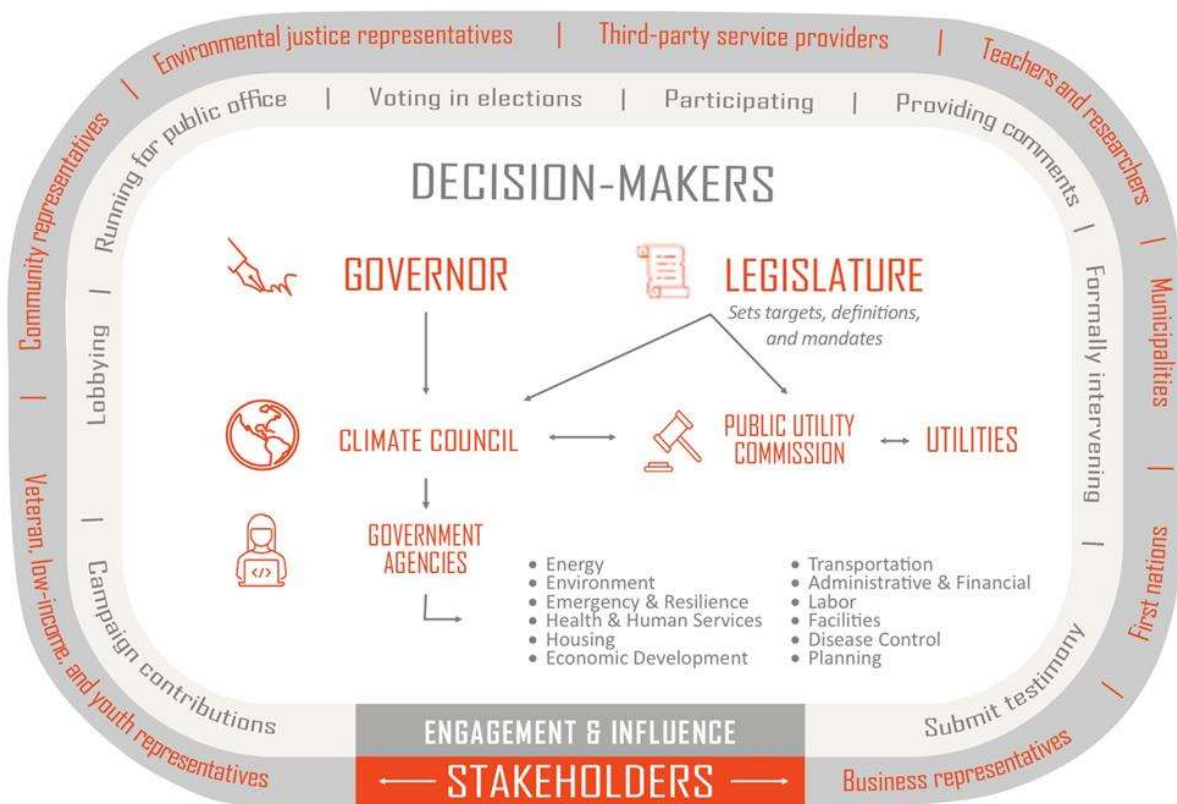 Environmental justice representatives | Third-party service providers | Teachers and researchers | Municipalities | First nations | Business representatives
Community representatives |
Veteran, low-income, and youth representatives |
Running for public office | Voting in elections | Participating | Providing comments | Formally intervening | Submit testimony
Lobbying |
Campaign contributions |
DECISION-MAKERS
GOVERNOR
LEGISLATURE
Sets targets, definitions,
and mandates
CLIMATE COUNCIL
PUBLIC UTILITY
COMMISSION
UTILITIES
GOVERNMENT
AGENCIES
</>
• Energy
• Environment
• Emergency & Resilience
• Health & Human Services
• Housing
• Economic Development
• Transportation
• Administrative & Financial
• Labor
• Facilities
• Disease Control
• Planning
ENGAGEMENT & INFLUENCE
STAKEHOLDERS